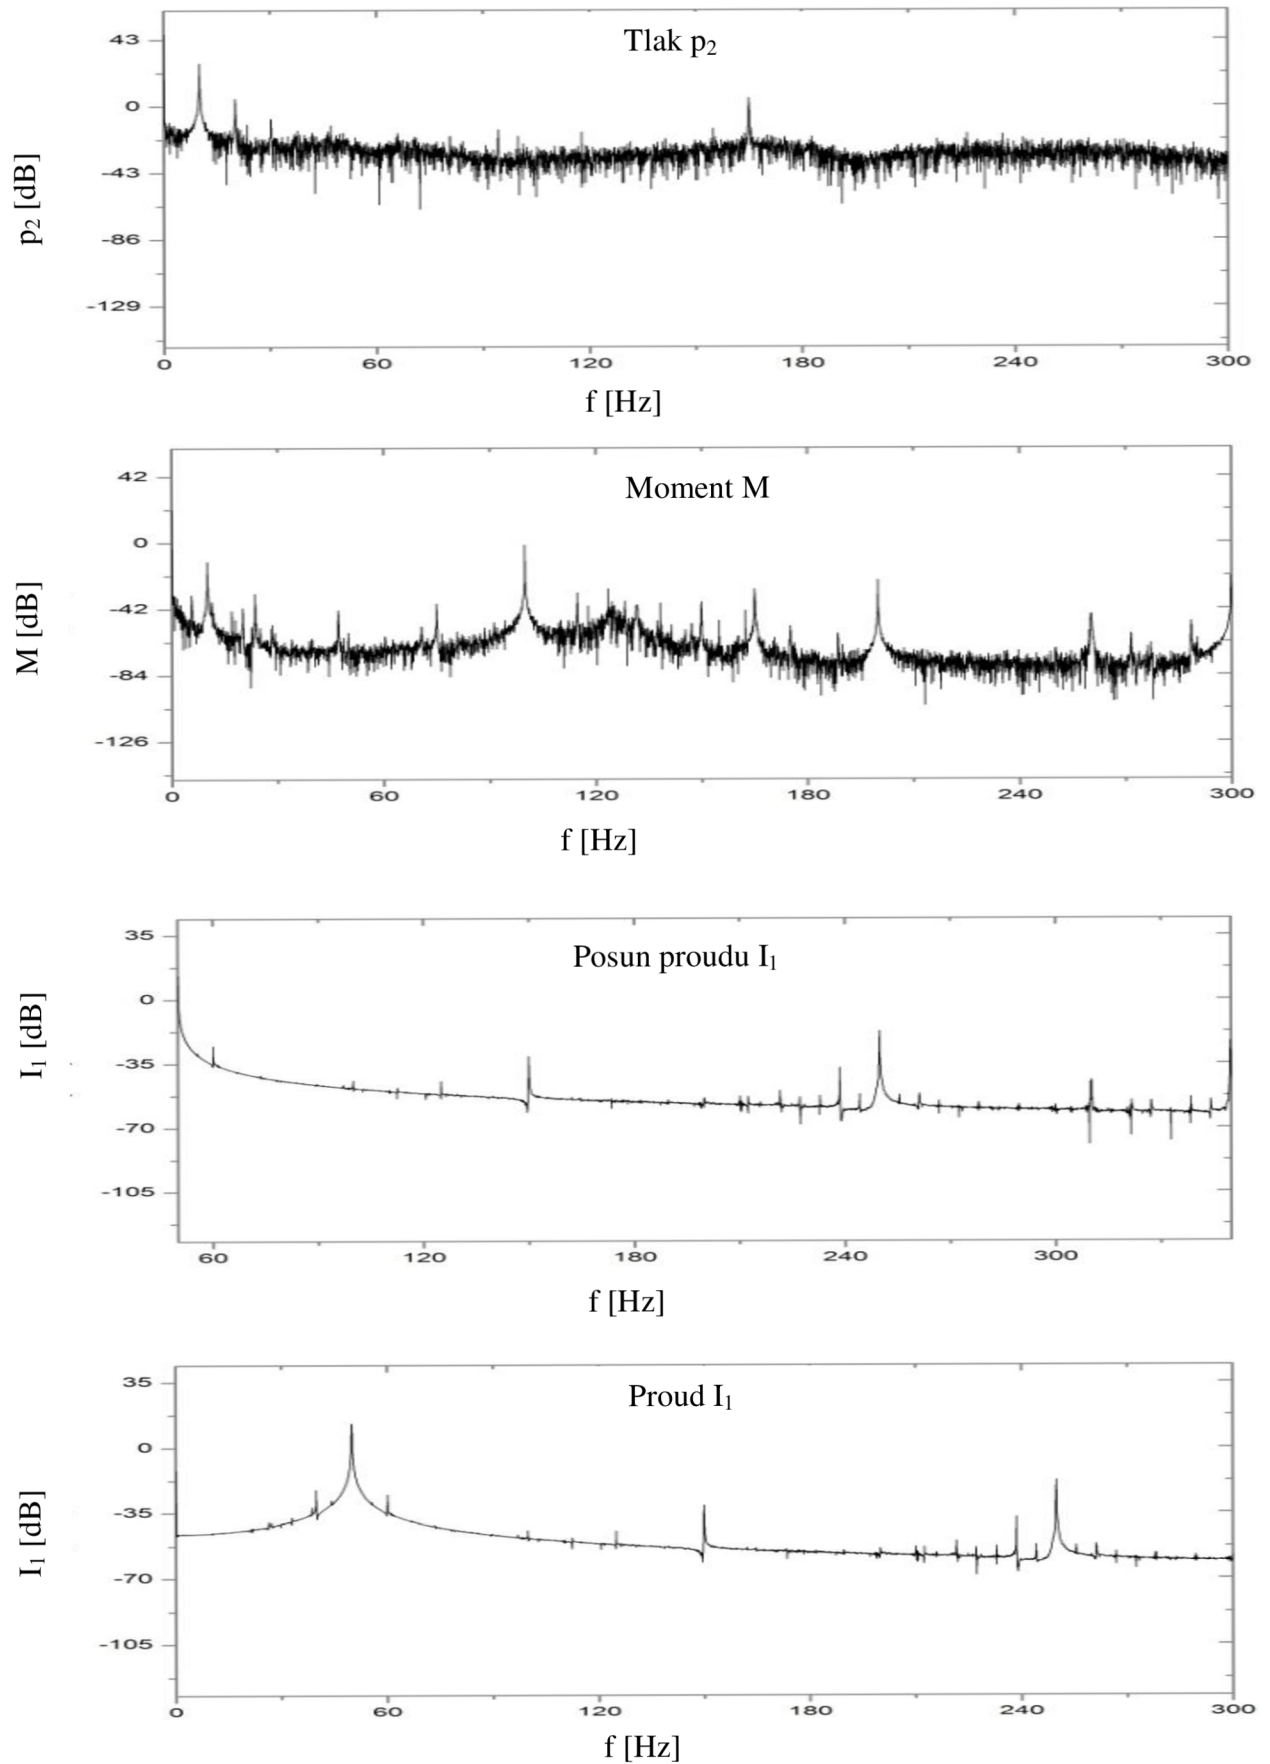 Tlak p2
43
0
-43
-86
-129
p2 [dB]
0 60 120 180 240 300
f [Hz]
Moment M
42
0
-42
-84
-126
M [dB]
0 60 120 180 240 300
f [Hz]
Posun proudu I1
35
0
-35
-70
-105
I1 [dB]
60 120 180 240 300
f [Hz]
Proud I1
35
0
-35
-70
-105
I1 [dB]
0 60 120 180 240 300
f [Hz]